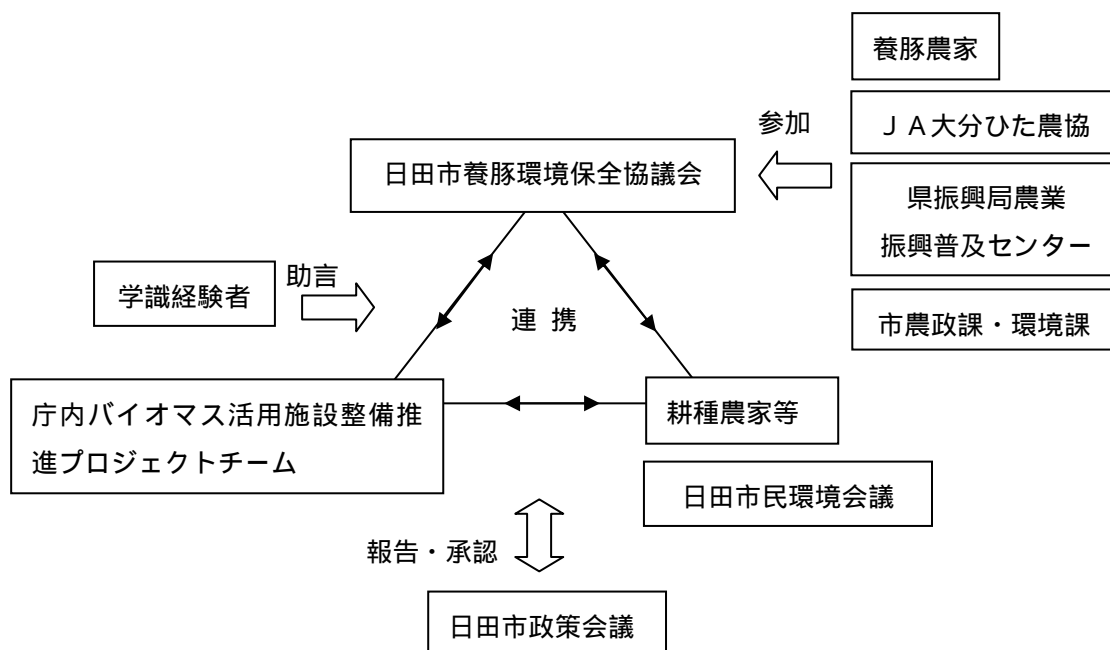 養豚農家
ＪＡ大分ひた農協
県振興局農業
振興普及センター
市農政課・環境課
参加
日田市養豚環境保全協議会
学識経験者
助言
連 携
庁内バイオマス活用施設整備推
進プロジェクトチーム
耕種農家等
日田市民環境会議
報告・承認
日田市政策会議